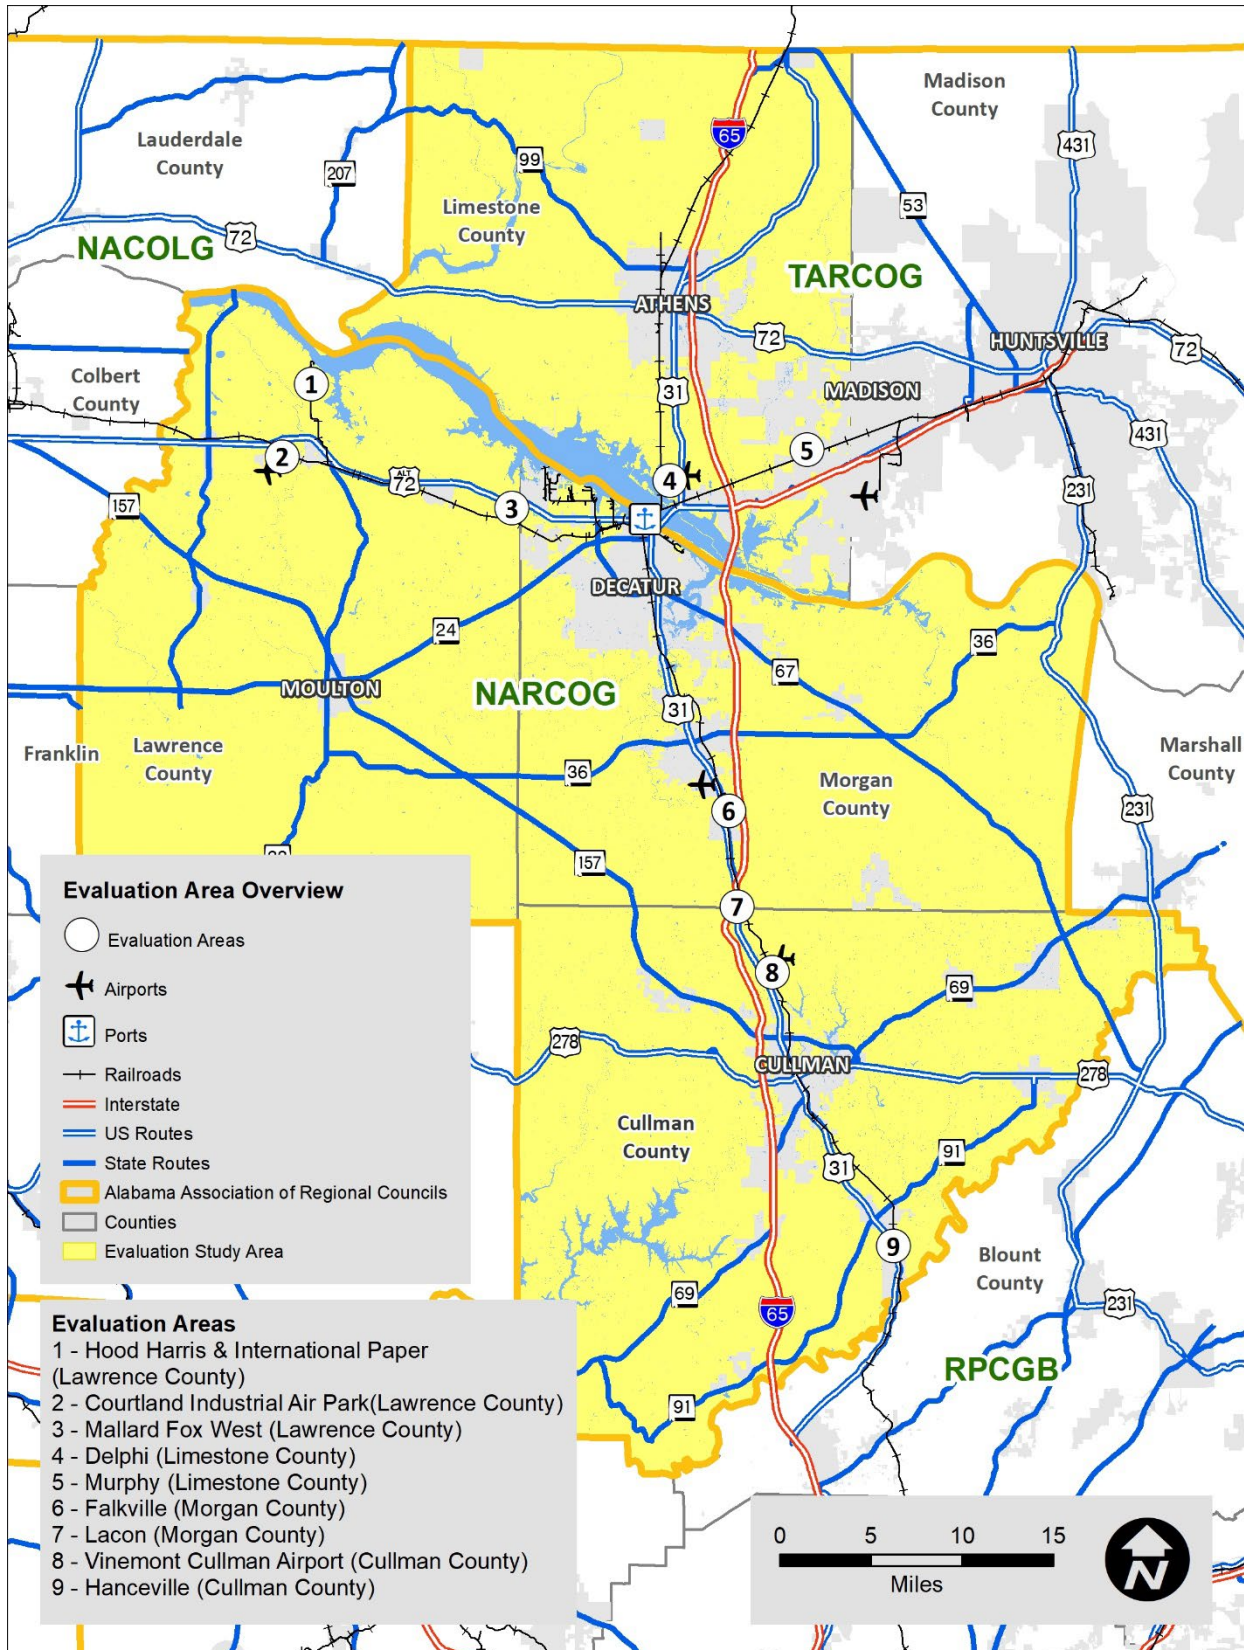 Madison
County
65
431
Lauderdale
County
99
207
53
Limestone
County
72
NACOLG
TARCOG
ATHENS
72
HUNTSVILLE
72
Colbert
County
1
31
MADISON
431
2
5
ALT
72
4
231
157
3
DECATUR
24
36
67
MOULTON
NARCOG
31
Franklin
Lawrence
County
36
Marshall
County
Morgan
County
231
6
157
7
8
69
278
CULLMAN
278
Cullman
County
31
91
9
Blount
County
69
65
231
RPCGB
91
Evaluation Area Overview
Evaluation Areas
Airports
Ports
Railroads
Interstate
US Routes
State Routes
Alabama Association of Regional Councils
Counties
Evaluation Study Area
Evaluation Areas
1 - Hood Harris & International Paper
(Lawrence County)
2 - Courtland Industrial Air Park(Lawrence County)
3 - Mallard Fox West (Lawrence County)
4 - Delphi (Limestone County)
5 - Murphy (Limestone County)
6 - Falkville (Morgan County)
7 - Lacon (Morgan County)
8 - Vinemont Cullman Airport (Cullman County)
9 - Hanceville (Cullman County)
0 5 10 15
Miles
N